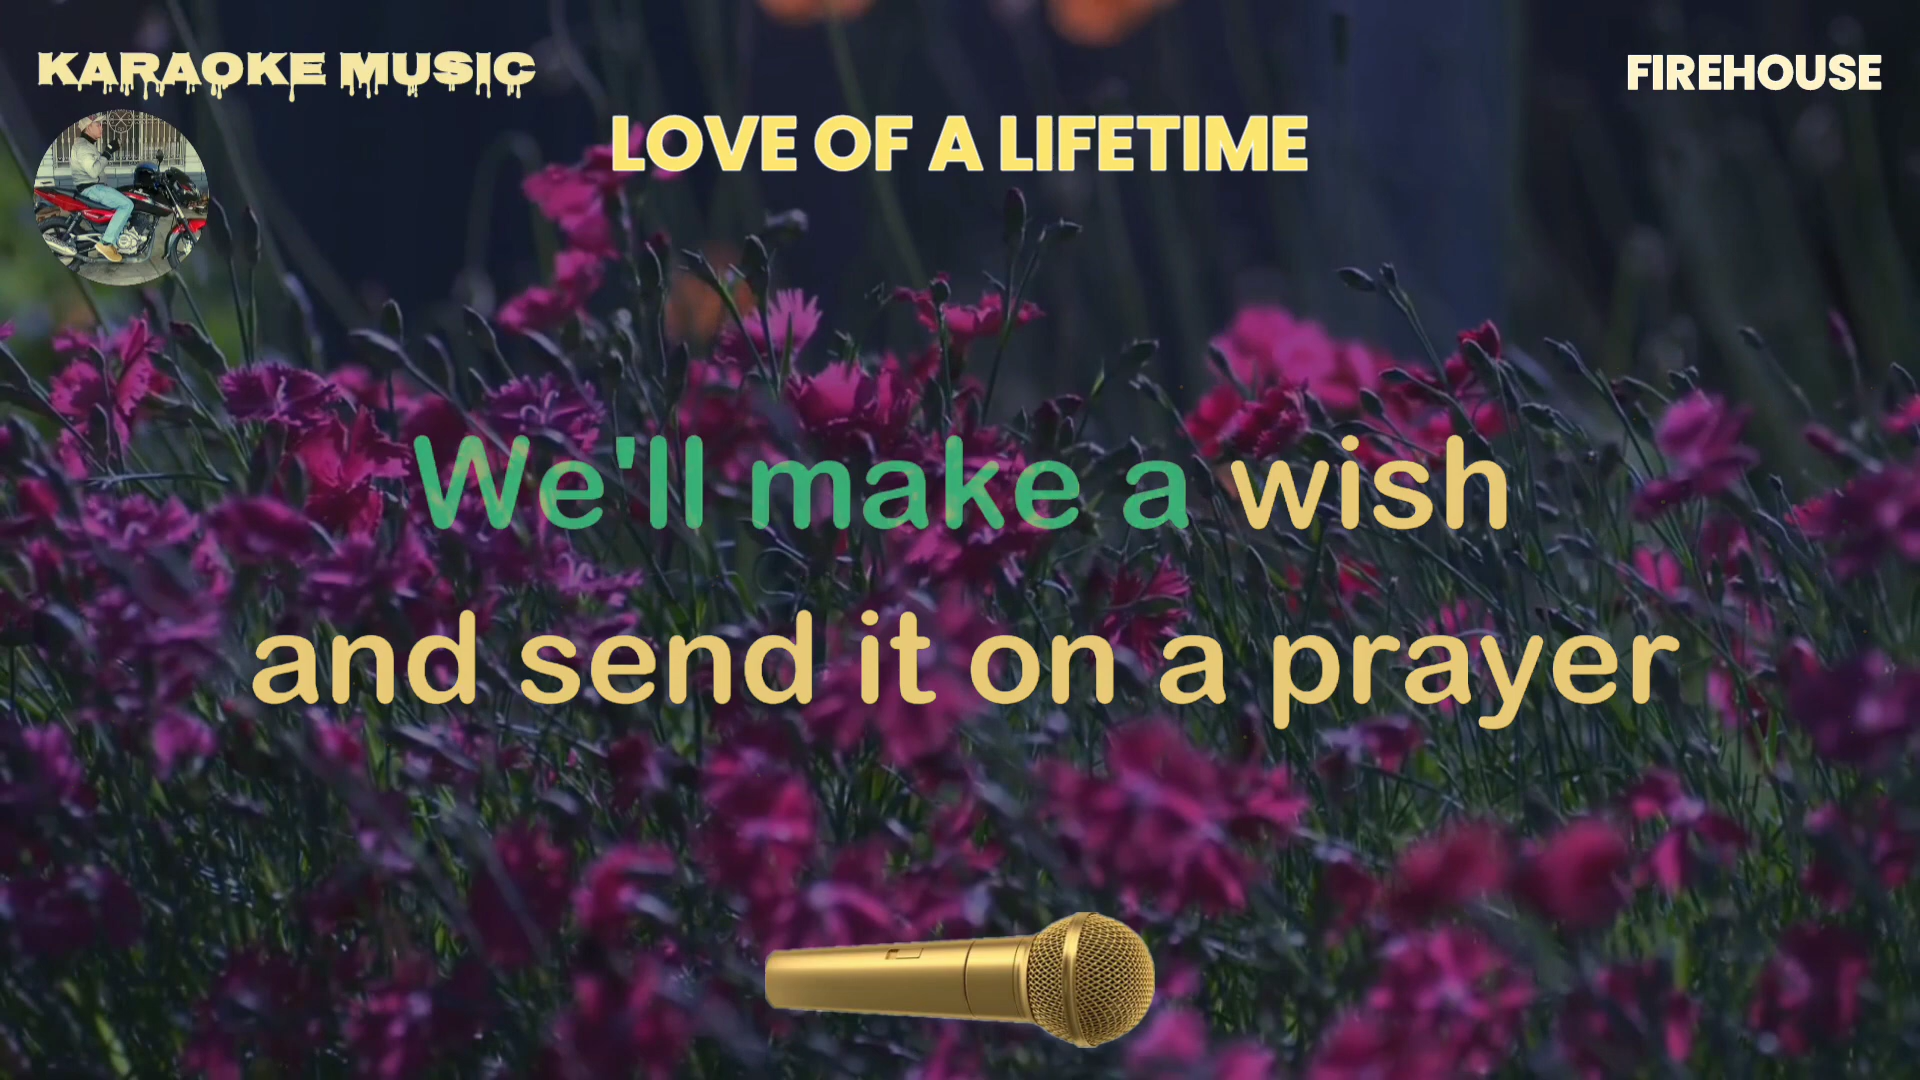 KARAOKE MUSIC
FIREHOUSE
LOVE OF A LIFETIME
We'll make a wish
and send it on a prayer